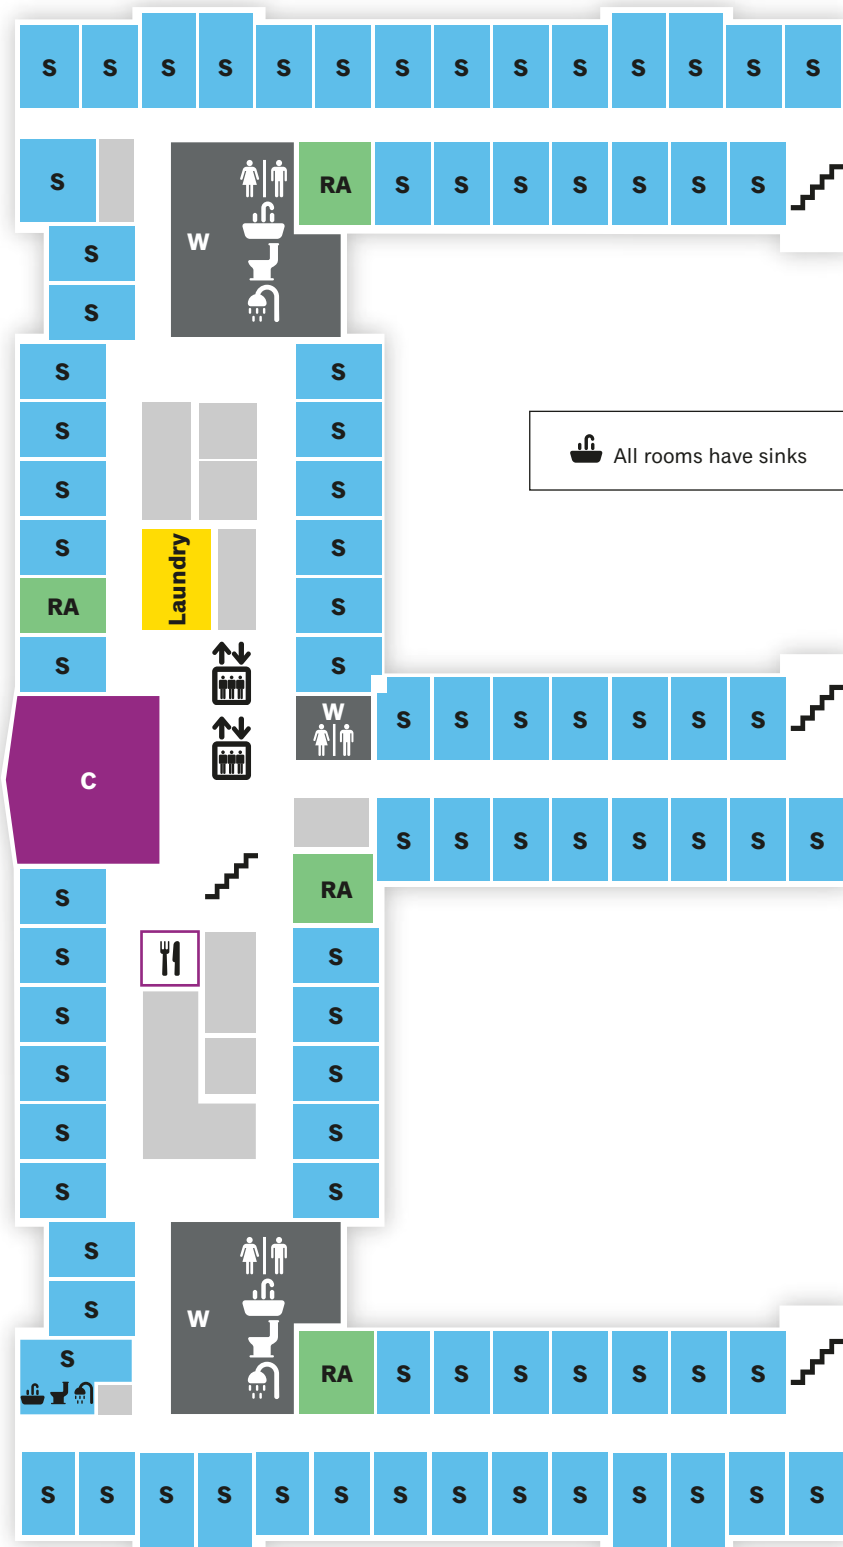 S S S S S S S S S S S S S S
S RA S S S S S S S
W
S
S
S S
S S
S S
S S
Laundry
RA S
S S
W
S S S S S S S
C
S S S S S S S S
RA
S
S S
S S
S S
S S
S S
S
S
W
S
RA S S S S S S S
S S S S S S S S S S S S S S
All rooms have sinks